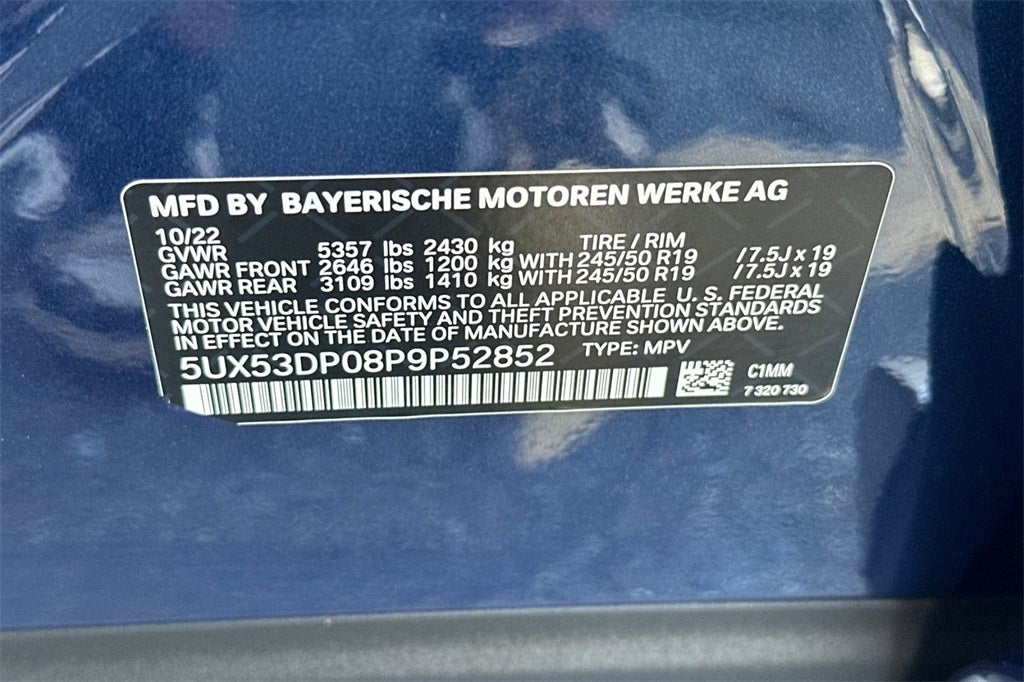 MFD BY BAYERISCHE MOTOREN WERKE AG
10/22 TIRE / RIM
GVWR 5357 lbs 2430 kg
GAWR FRONT 2646 lbs 1200 kg WITH 245/50 R19 / 7.5J x 19
GAWR REAR 3109 lbs 1410 kg WITH 245/50 R19 / 7.5J x 19
THIS VEHICLE CONFORMS TO ALL APPLICABLE U. S. FEDERAL
MOTOR VEHICLE SAFETY AND THEFT PREVENTION STANDARDS
IN EFFECT ON THE DATE OF MANUFACTURE SHOWN ABOVE.
5UX53DP08P9P52852 TYPE: MPV
C1MM
7 320 730